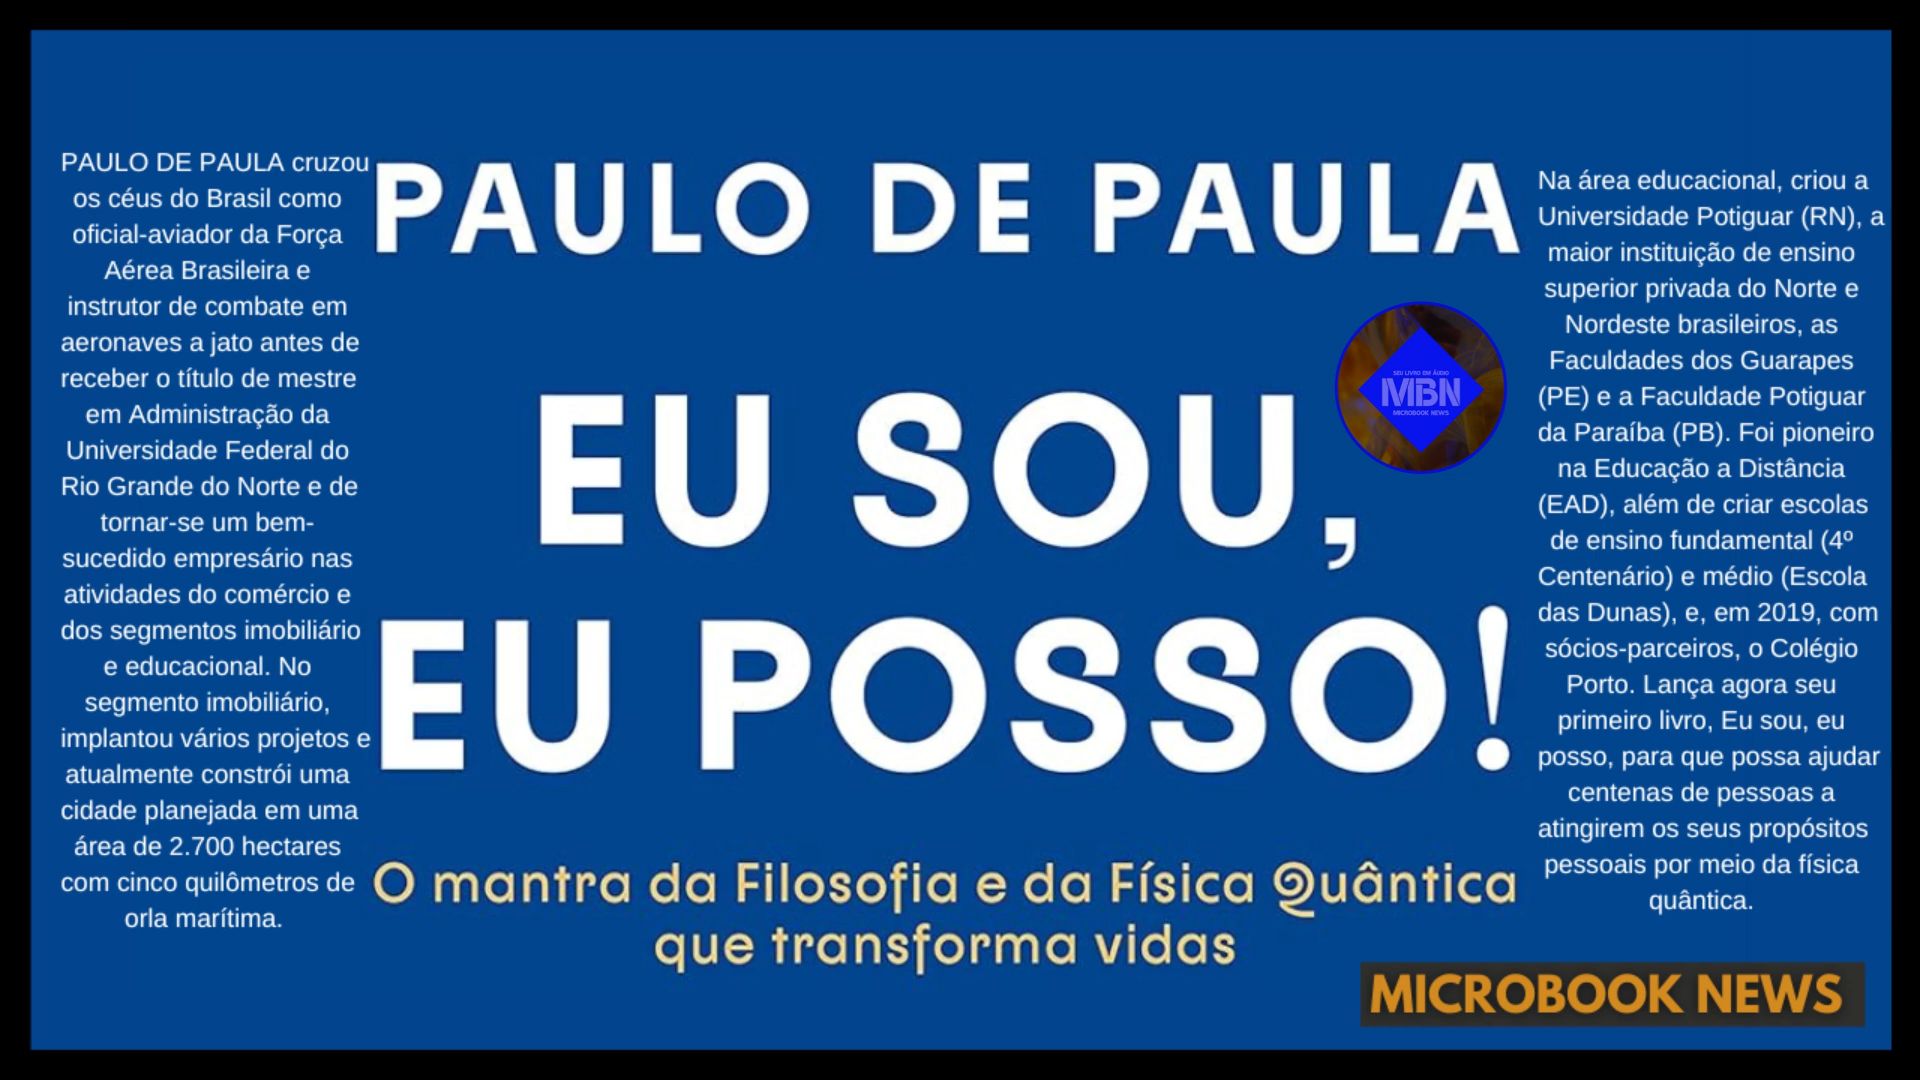 PAULO DE PAULA cruzou
os céus do Brasil como
oficial-aviador da Força
Aérea Brasileira e
instrutor de combate em
aeronaves a jato antes de
receber o título de mestre
em Administração da
Universidade Federal do
Rio Grande do Norte e de
tornar-se um bem-
sucedido empresário nas
atividades do comércio e
dos segmentos imobiliário
e educacional. No
segmento imobiliário,
implantou vários projetos e
atualmente constrói uma
cidade planejada em uma
área de 2.700 hectares
com cinco quilômetros de
orla marítima.
PAULO DE PAULA
EU SOU,
EU POSSO!
O mantra da Filosofia e da Física Quântica
que transforma vidas
SEU LIVRO EM ÁUDIO
MBN
MICROBOOK NEWS
Na área educacional, criou a
Universidade Potiguar (RN), a
maior instituição de ensino
superior privada do Norte e
Nordeste brasileiros, as
Faculdades dos Guarapes
(PE) e a Faculdade Potiguar
da Paraíba (PB). Foi pioneiro
na Educação a Distância
(EAD), além de criar escolas
de ensino fundamental (4º
Centenário) e médio (Escola
das Dunas), e, em 2019, com
sócios-parceiros, o Colégio
Porto. Lança agora seu
primeiro livro, Eu sou, eu
posso, para que possa ajudar
centenas de pessoas a
atingirem os seus propósitos
pessoais por meio da física
quântica.
MICROBOOK NEWS